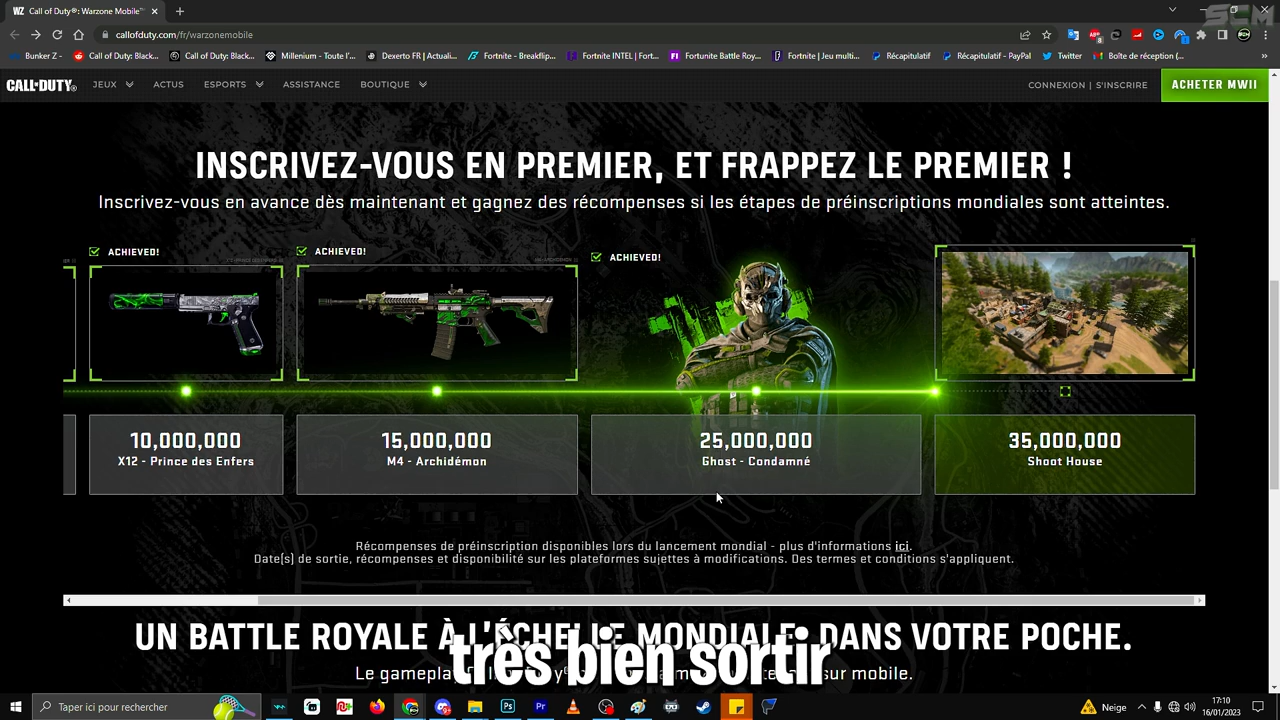 Call of Duty®: Warzone Mobile™
SCM
callofduty.com/fr/warzonemobile
Bunker Z -
Call of Duty: Black...
Call of Duty: Black...
Millenium - Toute l'...
Dexerto FR | Actuali...
Fortnite - Breakflip...
Fortnite INTEL | Fort...
Fortunite Battle Roy...
Fortnite | Jeu multi...
Récapitulatif
Récapitulatif - PayPal
Twitter
Boîte de réception (...
CALL·DUTY®
JEUX
ACTUS
ESPORTS
ASSISTANCE
BOUTIQUE
CONNEXION | S'INSCRIRE
ACHETER MWII
INSCRIVEZ-VOUS EN PREMIER, ET FRAPPEZ LE PREMIER !
Inscrivez-vous en avance dès maintenant et gagnez des récompenses si les étapes de préinscriptions mondiales sont atteintes.
ACHIEVED!
ACHIEVED!
ACHIEVED!
10,000,000
X12 - Prince des Enfers
15,000,000
M4 - Archidémon
25,000,000
Ghost - Condamné
35,000,000
Shoot House
Récompenses de préinscription disponibles lors du lancement mondial - plus d'informations ici.
Date(s) de sortie, récompenses et disponibilité sur les plateformes sujettes à modifications. Des termes et conditions s'appliquent.
UN BATTLE ROYALE À L'ÉCHELLE MONDIALE DANS VOTRE POCHE.
Le gameplay sur mobile.
très bien sortir
Taper ici pour rechercher
Neige
17:10
16/01/2023